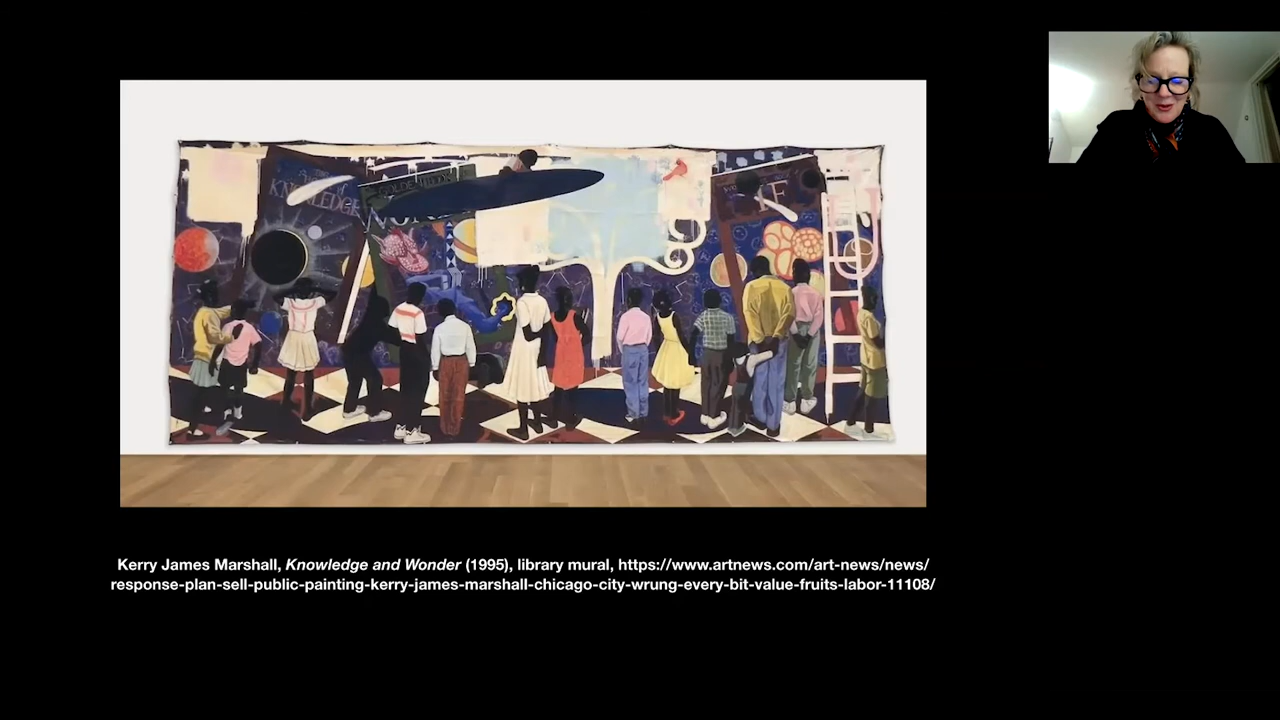 KNOWLEDGE
IF
Kerry James Marshall, Knowledge and Wonder (1995), library mural, https://www.artnews.com/art-news/news/
response-plan-sell-public-painting-kerry-james-marshall-chicago-city-wrung-every-bit-value-fruits-labor-11108/